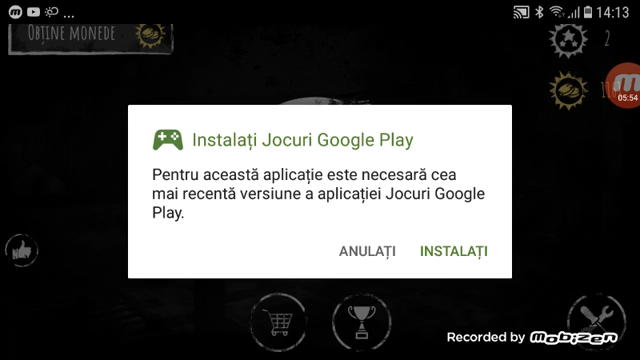 14:13
Obține monede
2
05:54
Instalați Jocuri Google Play
Pentru această aplicație este necesară cea
mai recentă versiune a aplicației Jocuri Google
Play.
ANULAȚI
INSTALAȚI
Recorded by mobizen